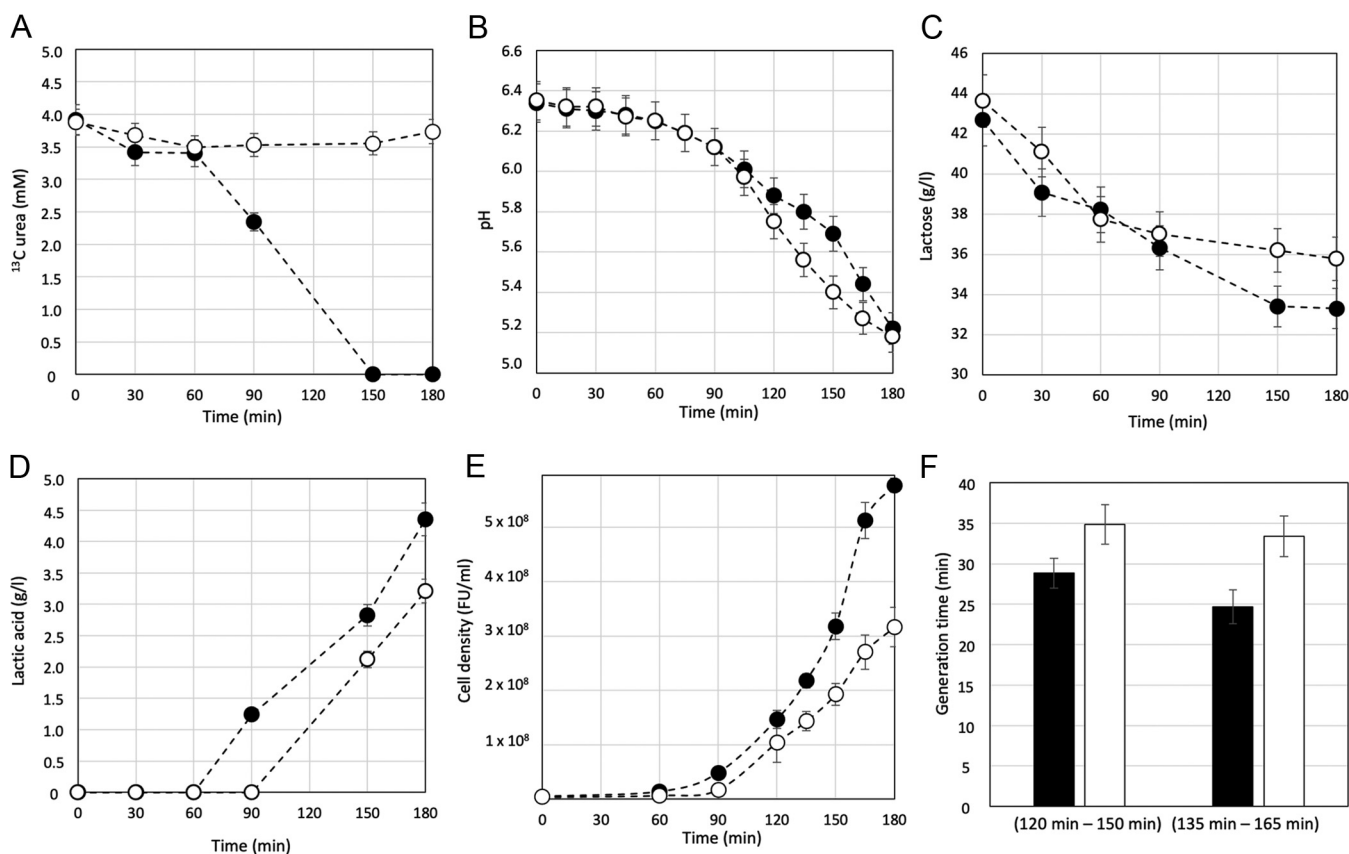 A
5.0
4.5
4.0
3.5
3.0
2.5
2.0
1.5
1.0
0.5
0
¹³C urea (mM)
0 30 60 90 120 150 180
Time (min)
B
6.6
6.4
6.2
6.0
5.8
5.6
5.4
5.2
5.0
pH
0 30 60 90 120 150 180
Time (min)
C
46
44
42
40
38
36
34
32
30
Lactose (g/l)
0 30 60 90 120 150 180
Time (min)
D
5.0
4.5
4.0
3.5
3.0
2.5
2.0
1.5
1.0
0.5
0
Lactic acid (g/l)
0 30 60 90 120 150 180
Time (min)
E
5 x 10⁸
4 x 10⁸
3 x 10⁸
2 x 10⁸
1 x 10⁸
Cell density (FU/ml)
0 30 60 90 120 150 180
Time (min)
F
40
35
30
25
20
15
10
5
0
Generation time (min)
(120 min – 150 min) (135 min – 165 min)